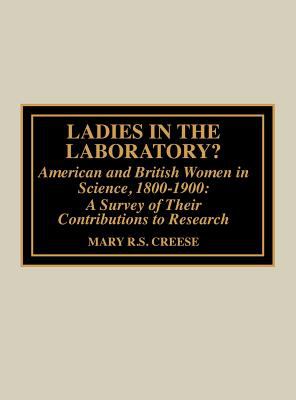 LADIES IN THE
LABORATORY?
American and British Women in
Science, 1800-1900:
A Survey of Their
Contributions to Research
MARY R.S. CREESE